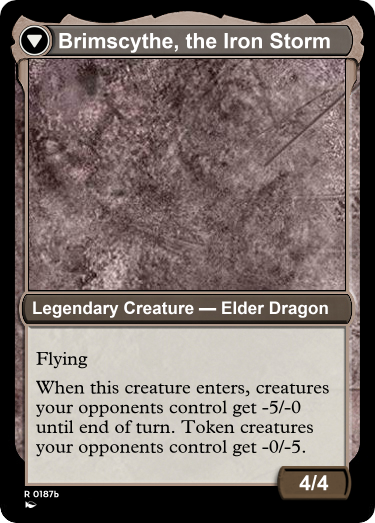 Brimscythe, the Iron Storm
Legendary Creature — Elder Dragon
Flying
When this creature enters, creatures
your opponents control get -5/-0
until end of turn. Token creatures
your opponents control get -0/-5.
4/4
R 0187b